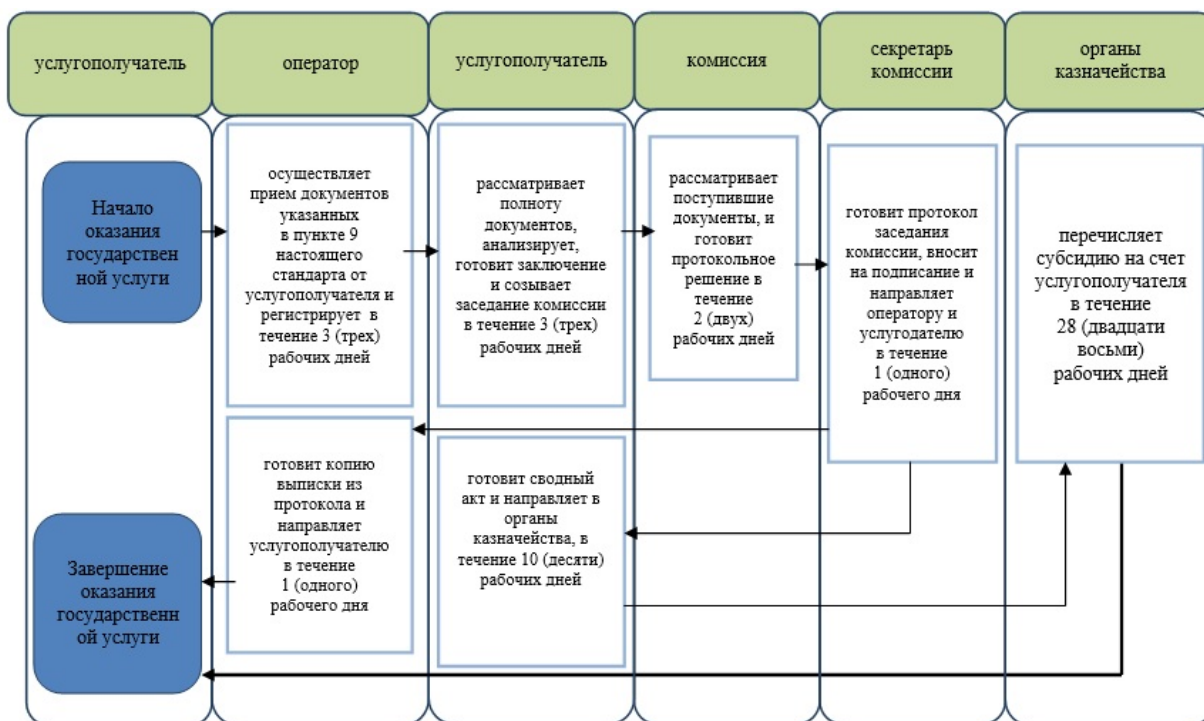 услугополучатель
оператор
услугополучатель
комиссия
секретарь
комиссии
органы
казначейства
Начало
оказания
государствен
ной услуги
осуществляет
прием документов
указанных
в пункте 9
настоящего
стандарта от
услугополучателя и
регистрирует в
течение 3 (трех)
рабочих дней
рассматривает
полноту
документов,
анализирует,
готовит заключение
и созывает
заседание комиссии
в течение 3 (трех)
рабочих дней
рассматривает
поступившие
документы, и
готовит
протокольное
решение в
течение
2 (двух)
рабочих дней
готовит протокол
заседания
комиссии, вносит
на подписание и
направляет
оператору и
услугодателю
в течение
1 (одного)
рабочего дня
перечисляет
субсидию на счет
услугополучателя
в течение
28 (двадцати
восьми)
рабочих дней
готовит копию
выписки из
протокола и
направляет
услугополучателю
в течение
1 (одного)
рабочего дня
готовит сводный
акт и направляет в
органы
казначейства, в
течение 10 (десяти)
рабочих дней
Завершение
оказания
государственн
ой услуги